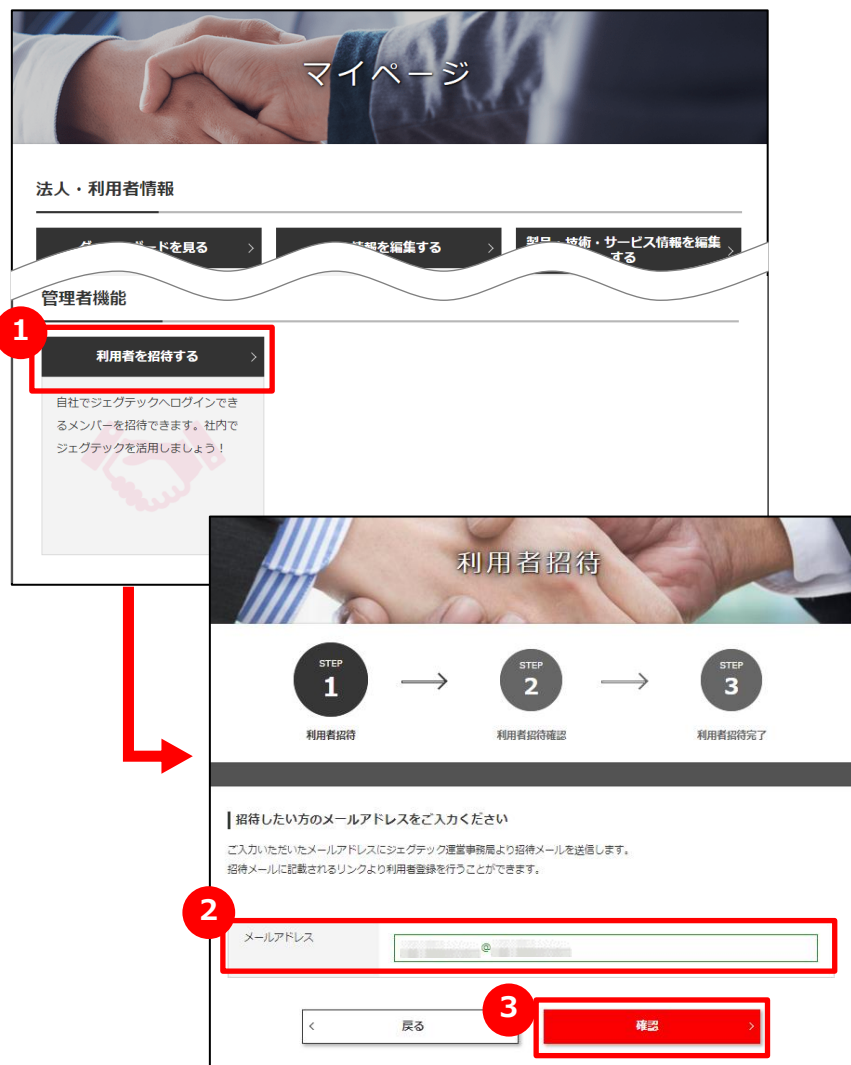 マイページ
法人・利用者情報
ドを見る
を編集する
製品・技術・サービス情報を編集
する
管理者機能
1
利用者を招待する
自社でジェグテックへログインでき
るメンバーを招待できます。社内で
ジェグテックを活用しましょう！
利用者招待
STEP
1
STEP
2
STEP
3
利用者招待
利用者招待確認
利用者招待完了
招待したい方のメールアドレスをご入力ください
ご入力いただいたメールアドレスにジェグテック運営事務局より招待メールを送信します。
招待メールに記載されるリンクより利用者登録を行うことができます。
2
メールアドレス
@
3
戻る
確認